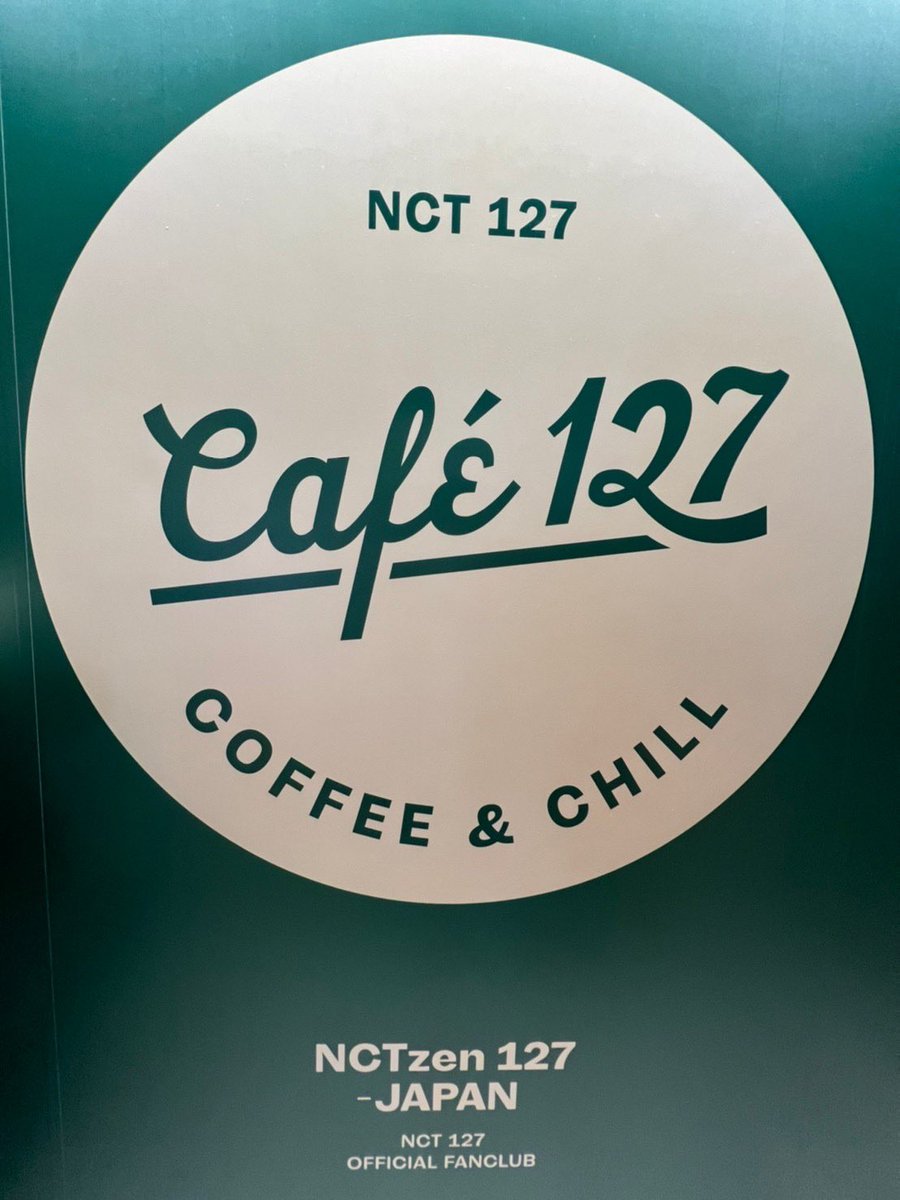 NCT 127
Café 127
COFFEE & CHILL
NCTzen 127
-JAPAN
NCT 127
OFFICIAL FANCLUB